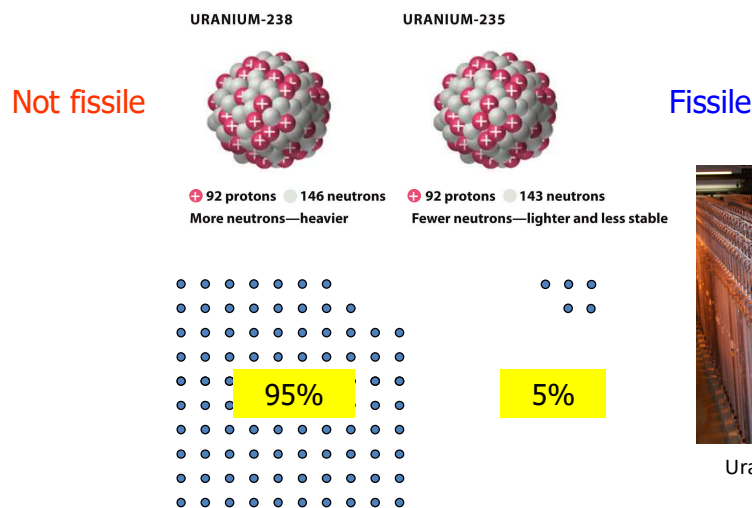 URANIUM-238
URANIUM-235
Not fissile
Fissile
92 protons 146 neutrons
More neutrons—heavier
92 protons 143 neutrons
Fewer neutrons—lighter and less stable
95%
5%
Ura